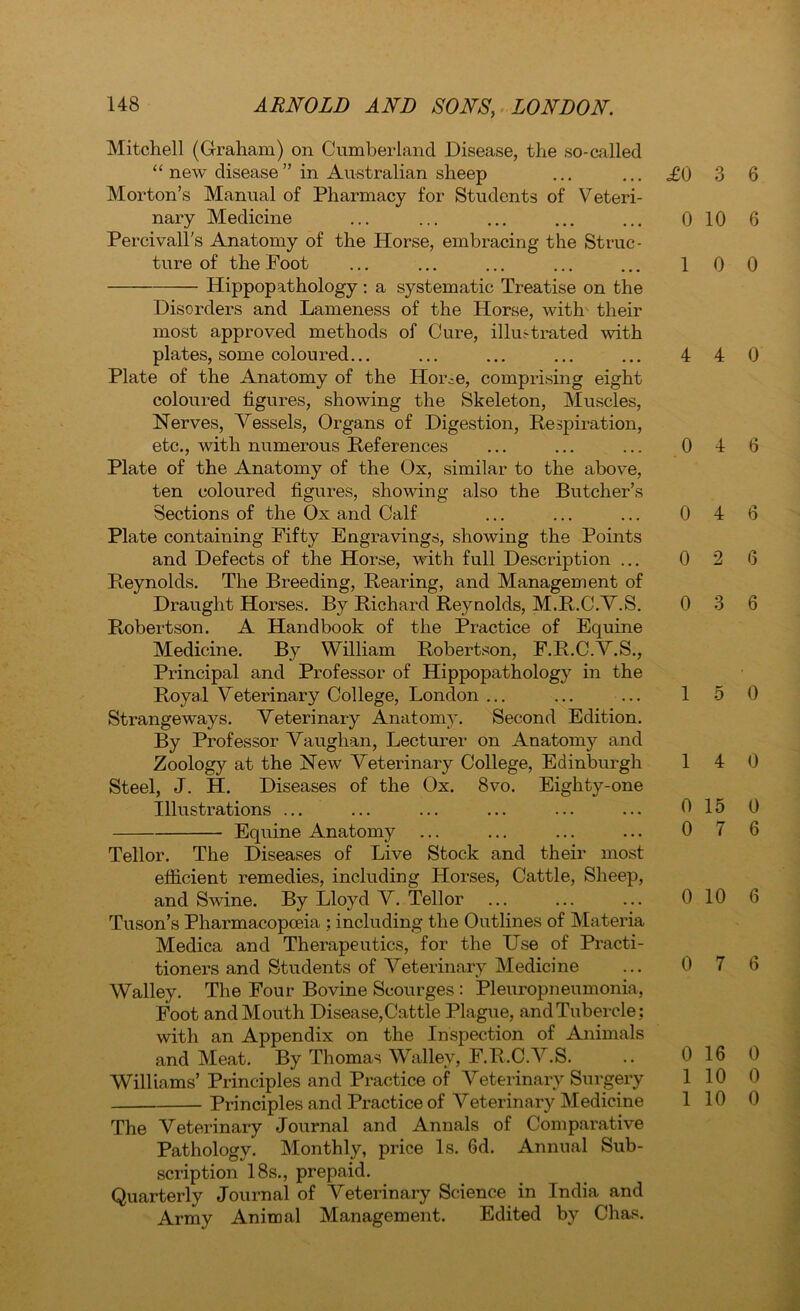 148 ARNOLD AND SONS, LONDON.
Mitchell (Graham) on Cumberland Disease, the so-called
“ new disease ” in Australian sheep ... ... £0 3 6
Morton’s Manual of Pharmacy for Students of Veteri-
nary Medicine ... ... ... ... ... 0 10 6
Percivall's Anatomy of the Horse, embracing the Struc-
ture of the Foot ... ... ... ... ... 1 0 0
——— Hippopathology : a systematic Treatise on the
Disorders and Lameness of the Horse, with their
most approved methods of Cure, illustrated with
plates, some coloured... ... ... ... ... 4 4 0
Plate of the Anatomy of the Horse, comprising eight
coloured figures, showing the Skeleton, Muscles,
Nerves, Vessels, Organs of Digestion, Respiration,
etc., with numerous References ... ... ... 0 4 6
Plate of the Anatomy of the Ox, similar to the above,
ten coloured figures, showing also the Butcher’s
Sections of the Ox and Calf ... ... ... 0 4 6
Plate containing Fifty Engravings, showing the Points
and Defects of the Horse, with full Description ... 0 2 6
Reynolds. The Breeding, Rearing, and Management of
Draught Horses. By Richard Reynolds, M.R.C.V.S. 0 3 6
Robertson. A Handbook of the Practice of Equine
Medicine. By William Robertson, F.R.C.V.S.,
Principal and Professor of Hippopathology in the
Royal Veterinary College, London ... ... ... 1 5 0
Strangeways. Veterinary Anatomy. Second Edition.
By Professor Vaughan, Lecturer on Anatomy and
Zoology at the New Veterinary College, Edinburgh 1 4 0
Steel, J. H. Diseases of the Ox. 8vo. Eighty-one
Illustrations ... ... ... ... ... ... 0 15 0
——— Equine Anatomy ... ... ... ... 0 7 6
Tellor. The Diseases of Live Stock and their most
efficient remedies, including Horses, Cattle, Sheep,
and Swine. By Lloyd V. Tellor ... ... ... 0 10 6
Tuson’s Pharmacopœia ; including the Outlines of Materia
Medica and Therapeutics, for the Use of Practi-
tioners and Students of Veterinary Medicine ... 0 7 6
Walley. The Four Bovine Scourges : Pleuropneumonia,
Foot and Mouth Disease,Cattle Plague, and Tubercle;
with an Appendix on the Inspection of Animals
and Meat. By Thomas Walley, F.R.C.V.S. .. 0 16 0
Williams’ Principles and Practice of Veterinary Surgery 1 10 0
——— Principles and Practice of Veterinary Medicine 1 10 0
The Veterinary Journal and Annals of Comparative
Pathology. Monthly, price 1s. 6d. Annual Sub-
scription 18s., prepaid.
Quarterly Journal of Veterinary Science in India and
Army Animal Management. Edited by Chas.